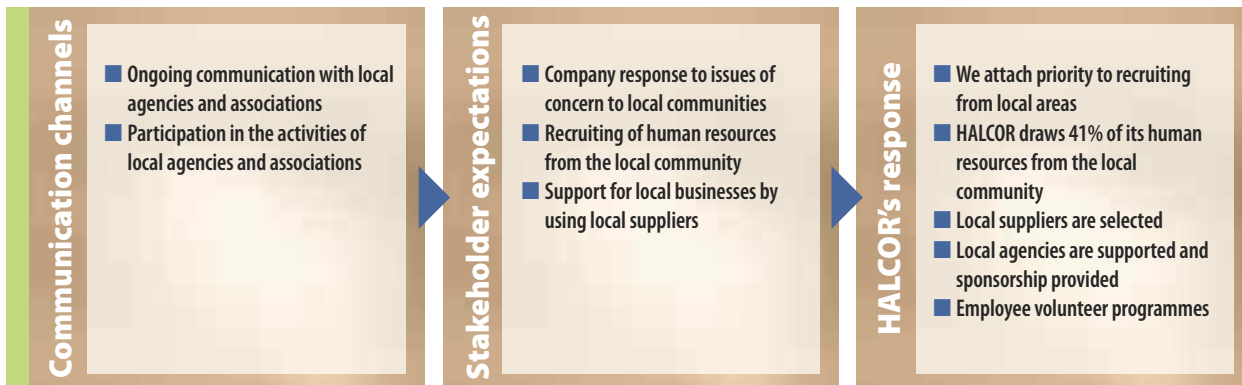 Communication channels
■ Ongoing communication with local
agencies and associations
■ Participation in the activities of
local agencies and associations
Stakeholder expectations
■ Company response to issues of
concern to local communities
■ Recruiting of human resources
from the local community
■ Support for local businesses by
using local suppliers
HALCOR's response
■ We attach priority to recruiting
from local areas
■ HALCOR draws 41% of its human
resources from the local
community
■ Local suppliers are selected
■ Local agencies are supported and
sponsorship provided
■ Employee volunteer programmes